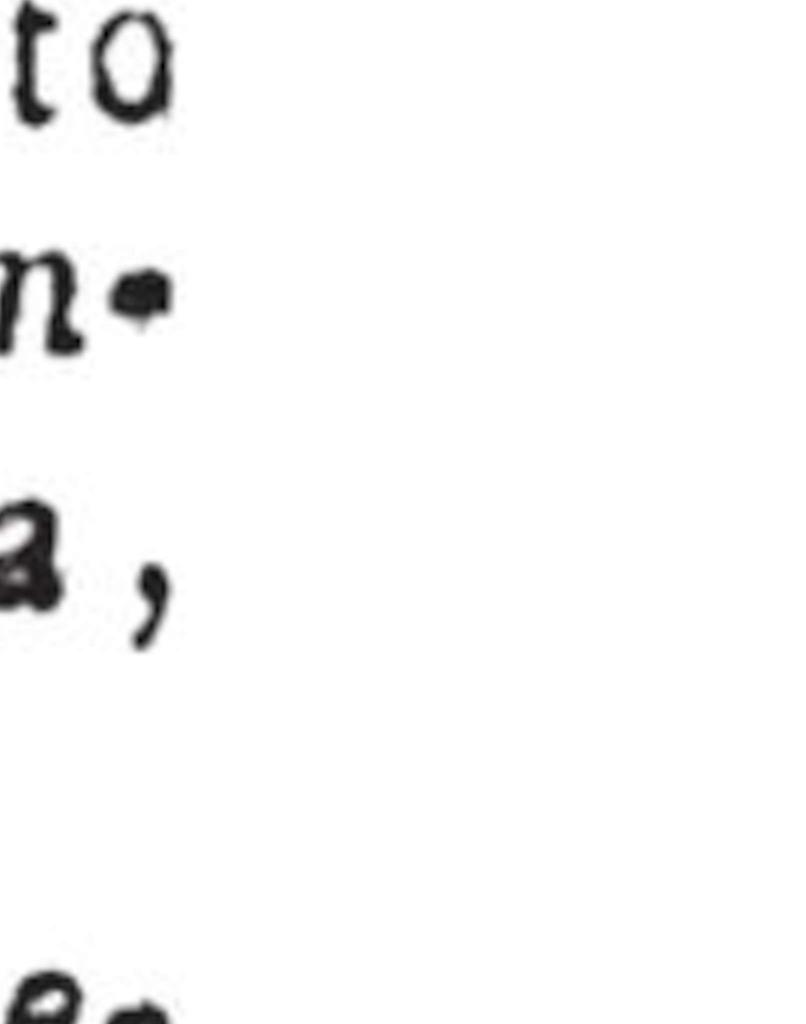 to
n-
a,
e-